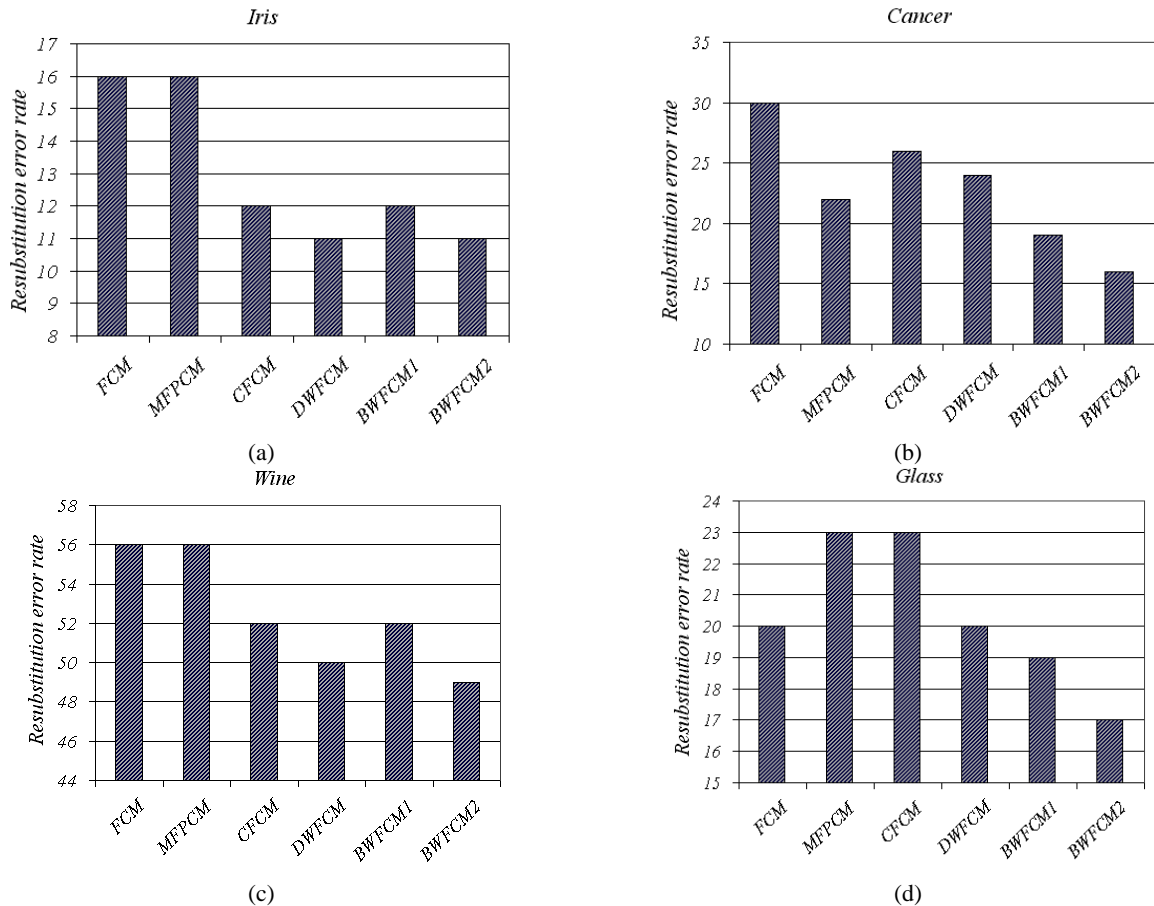 Iris
Resubstitution error rate
17
16
15
14
13
12
11
10
9
8
FCM
MFPCM
CFCM
DWFCM
BWFCM1
BWFCM2
(a)
Cancer
Resubstitution error rate
35
30
25
20
15
10
FCM
MFPCM
CFCM
DWFCM
BWFCM1
BWFCM2
(b)
Wine
Resubstitution error rate
58
56
54
52
50
48
46
44
FCM
MFPCM
CFCM
DWFCM
BWFCM1
BWFCM2
(c)
Glass
Resubstitution error rate
24
23
22
21
20
19
18
17
16
15
FCM
MFPCM
CFCM
DWFCM
BWFCM1
BWFCM2
(d)